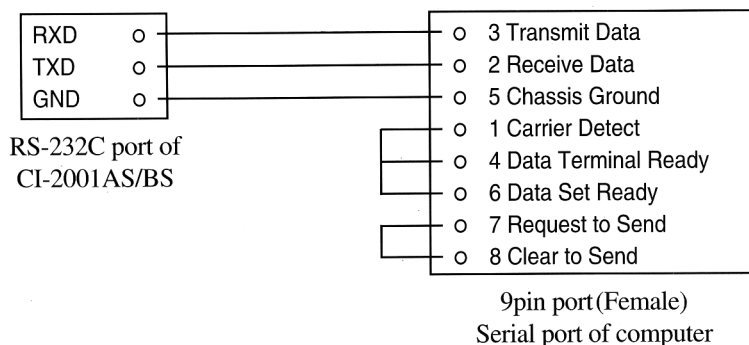 RXD
TXD
GND
RS-232C port of
CI-2001AS/BS
3 Transmit Data
2 Receive Data
5 Chassis Ground
1 Carrier Detect
4 Data Terminal Ready
6 Data Set Ready
7 Request to Send
8 Clear to Send
9pin port(Female)
Serial port of computer